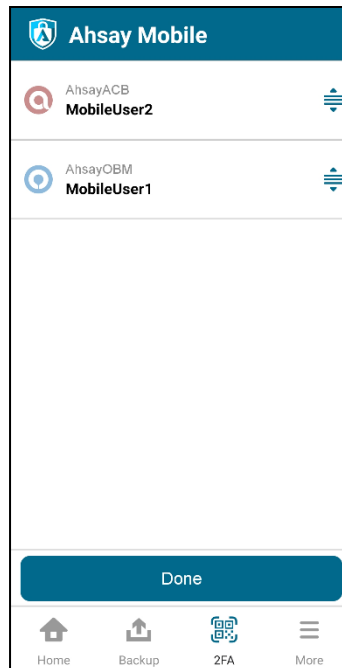 Ahsay Mobile
AhsayACB
MobileUser2
AhsayOBM
MobileUser1
Done
Home
Backup
2FA
More